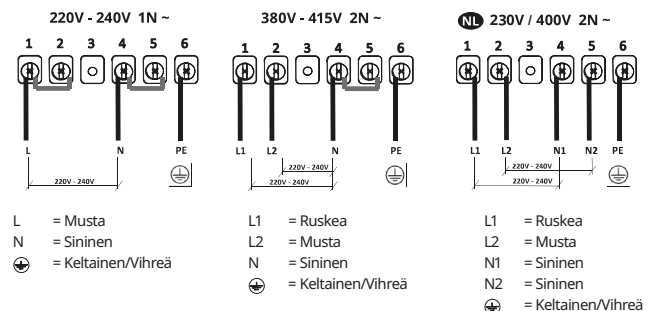 220V - 240V 1N ~
1 2 3 4 5 6
L N PE
220V - 240V
L = Musta
N = Sininen
= Keltainen/Vihreä
380V - 415V 2N ~
1 2 3 4 5 6
L1 L2 N PE
220V - 240V
220V - 240V
L1 = Ruskea
L2 = Musta
N = Sininen
= Keltainen/Vihreä
NL 230V / 400V 2N ~
1 2 3 4 5 6
L1 L2 N1 N2 PE
220V - 240V
220V - 240V
L1 = Ruskea
L2 = Musta
N1 = Sininen
N2 = Sininen
= Keltainen/Vihreä